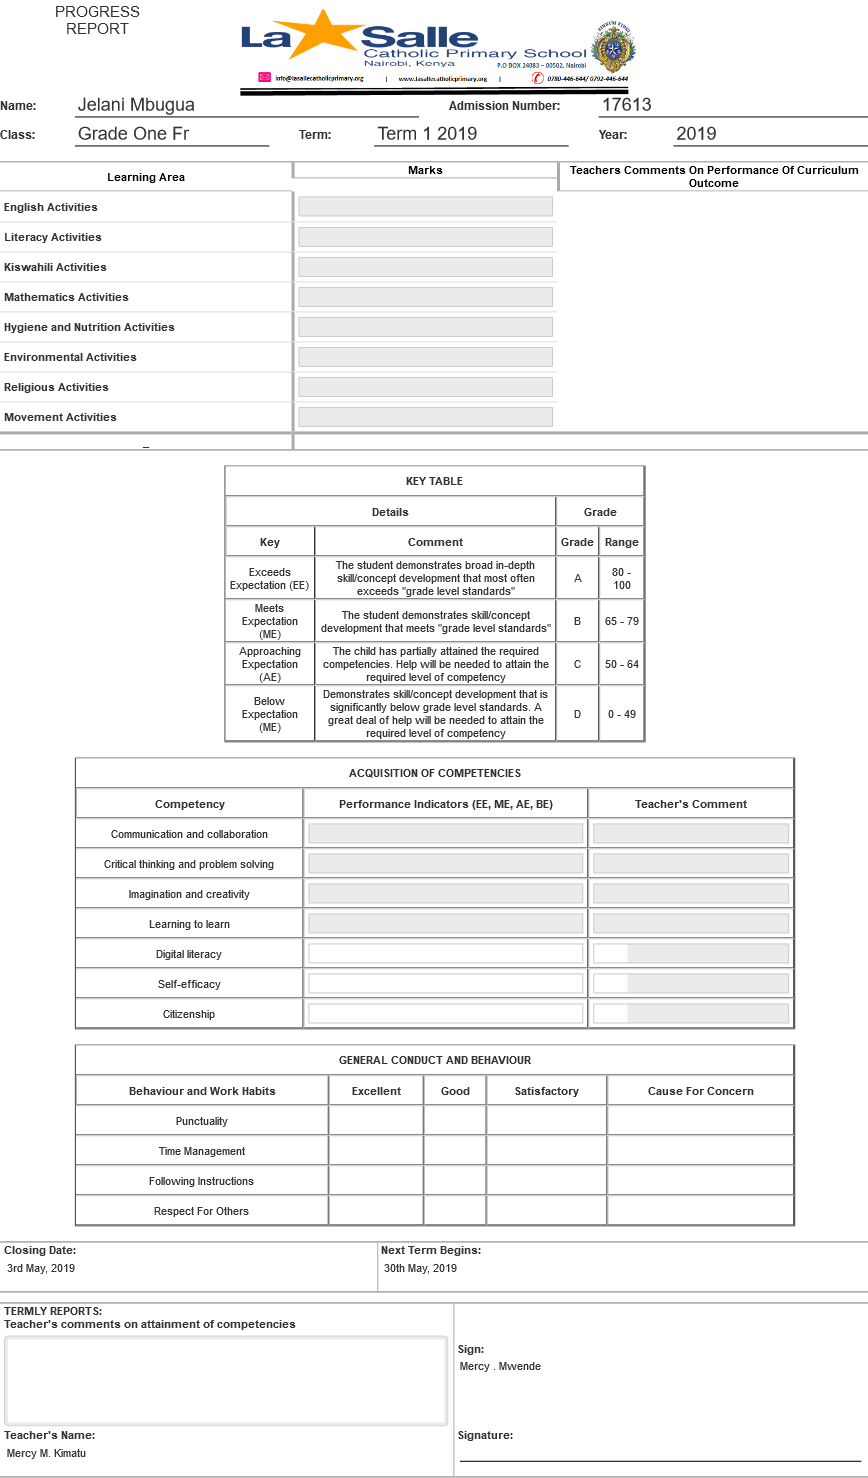 PROGRESS
REPORT
La Salle
Catholic Primary School
Nairobi, Kenya
P.O BOX 24083 – 00502, Nairobi
info@lasallecatholicprimary.org | www.lasallecatholicprimary.org | 0780-446-644/ 0792-446-644
Name: Jelani Mbugua Admission Number: 17613
Class: Grade One Fr Term: Term 1 2019 Year: 2019
Learning Area Marks Teachers Comments On Performance Of Curriculum
Outcome
English Activities
Literacy Activities
Kiswahili Activities
Mathematics Activities
Hygiene and Nutrition Activities
Environmental Activities
Religious Activities
Movement Activities
KEY TABLE
Details Grade
Key Comment Grade Range
Exceeds
Expectation (EE)
The student demonstrates broad in-depth
skill/concept development that most often
exceeds "grade level standards"
A
80 -
100
Meets
Expectation
(ME)
The student demonstrates skill/concept
development that meets "grade level standards"
B
65 - 79
Approaching
Expectation
(AE)
The child has partially attained the required
competencies. Help will be needed to attain the
required level of competency
C
50 - 64
Below
Expectation
(ME)
Demonstrates skill/concept development that is
significantly below grade level standards. A
great deal of help will be needed to attain the
required level of competency
D
0 - 49
ACQUISITION OF COMPETENCIES
Competency Performance Indicators (EE, ME, AE, BE) Teacher's Comment
Communication and collaboration
Critical thinking and problem solving
Imagination and creativity
Learning to learn
Digital literacy
Self-efficacy
Citizenship
GENERAL CONDUCT AND BEHAVIOUR
Behaviour and Work Habits Excellent Good Satisfactory Cause For Concern
Punctuality
Time Management
Following Instructions
Respect For Others
Closing Date: Next Term Begins:
3rd May, 2019 30th May, 2019
TERMLY REPORTS:
Teacher's comments on attainment of competencies
Sign:
Mercy . Mwende
Teacher's Name: Signature:
Mercy M. Kimatu